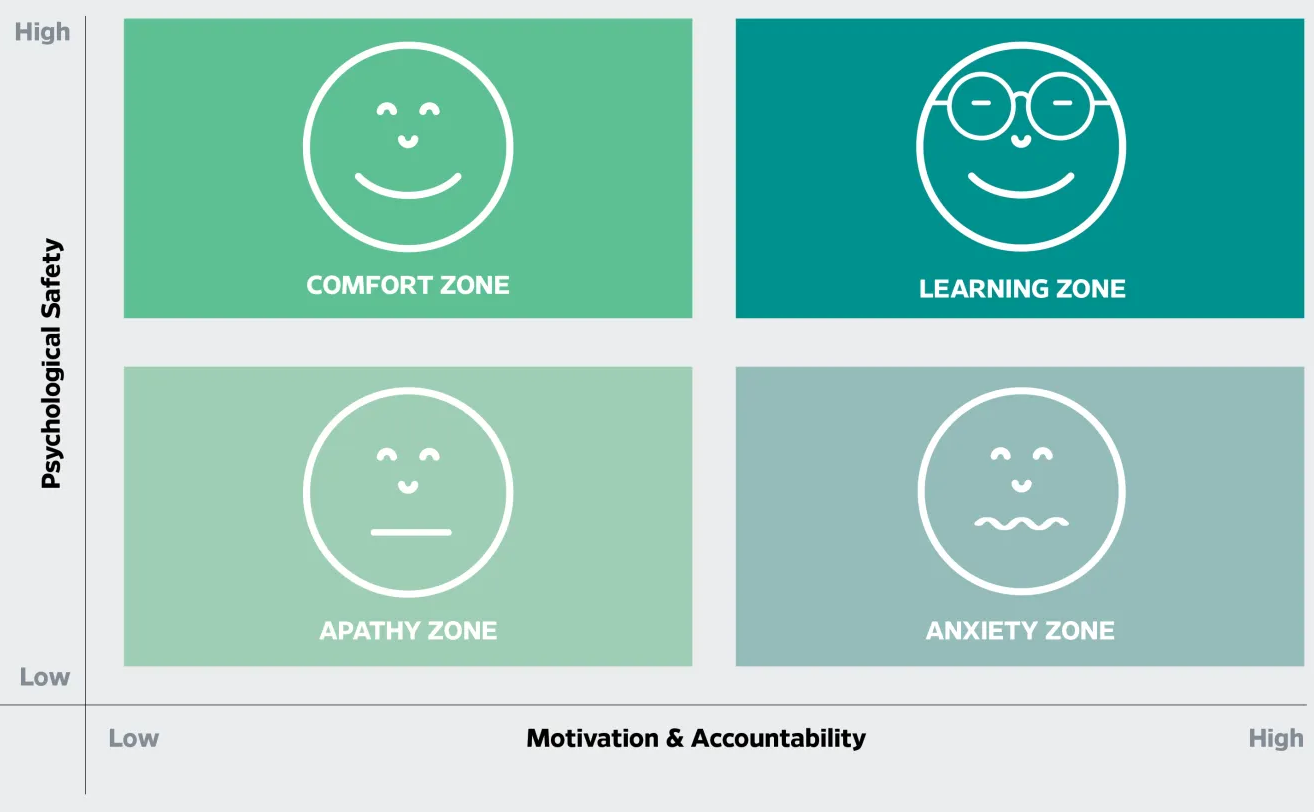 High
COMFORT ZONE
LEARNING ZONE
Psychological Safety
APATHY ZONE
ANXIETY ZONE
Low
Low
Motivation & Accountability
High